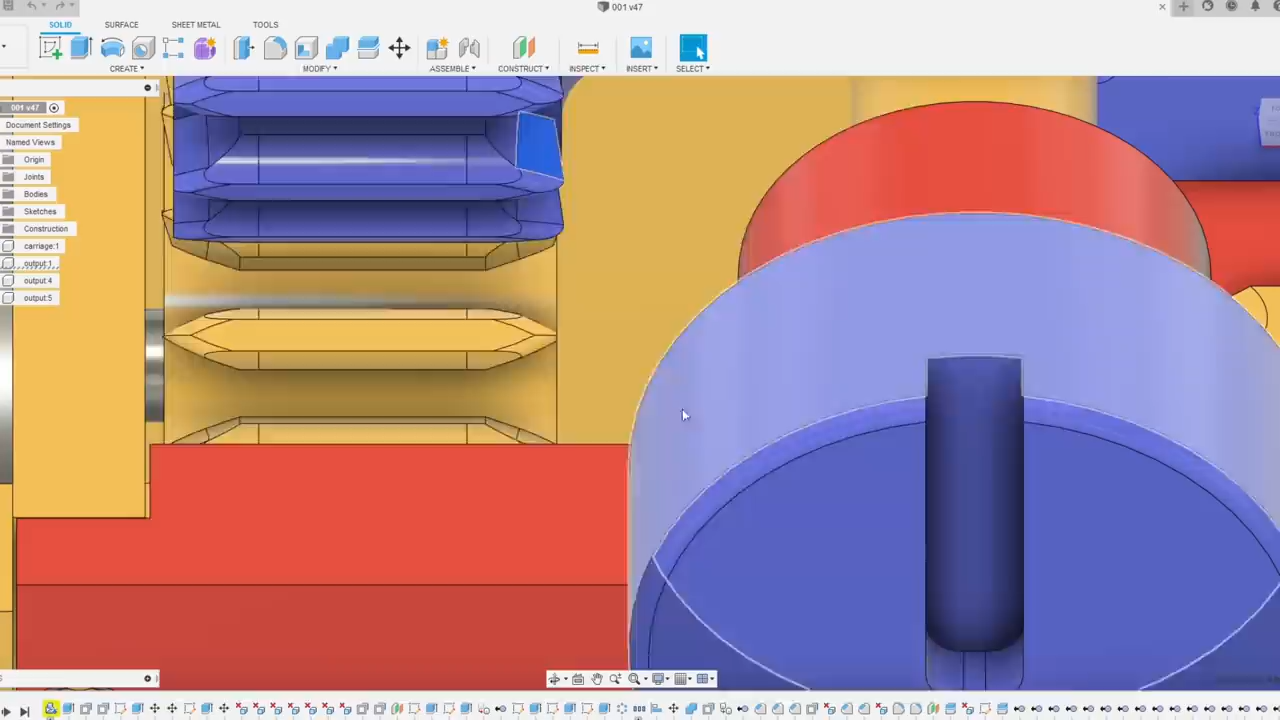 001 v47
SOLID SURFACE SHEET METAL TOOLS
CREATE MODIFY ASSEMBLE CONSTRUCT INSPECT INSERT SELECT
001 v47
Document Settings
Named Views
Origin
Joints
Bodies
Sketches
Construction
carriage:1
output:1
output:4
output:5